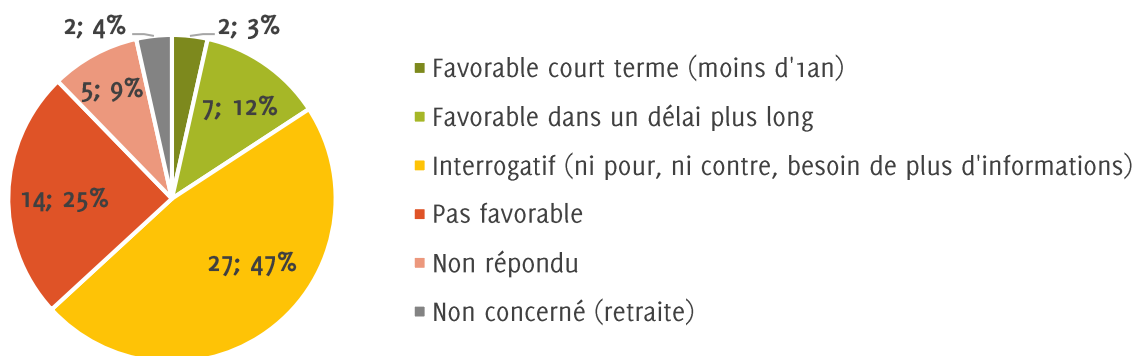 2; 4%
2; 3%
5; 9%
7; 12%
14; 25%
27; 47%
Favorable court terme (moins d'1an)
Favorable dans un délai plus long
Interrogatif (ni pour, ni contre, besoin de plus d'informations)
Pas favorable
Non répondu
Non concerné (retraite)